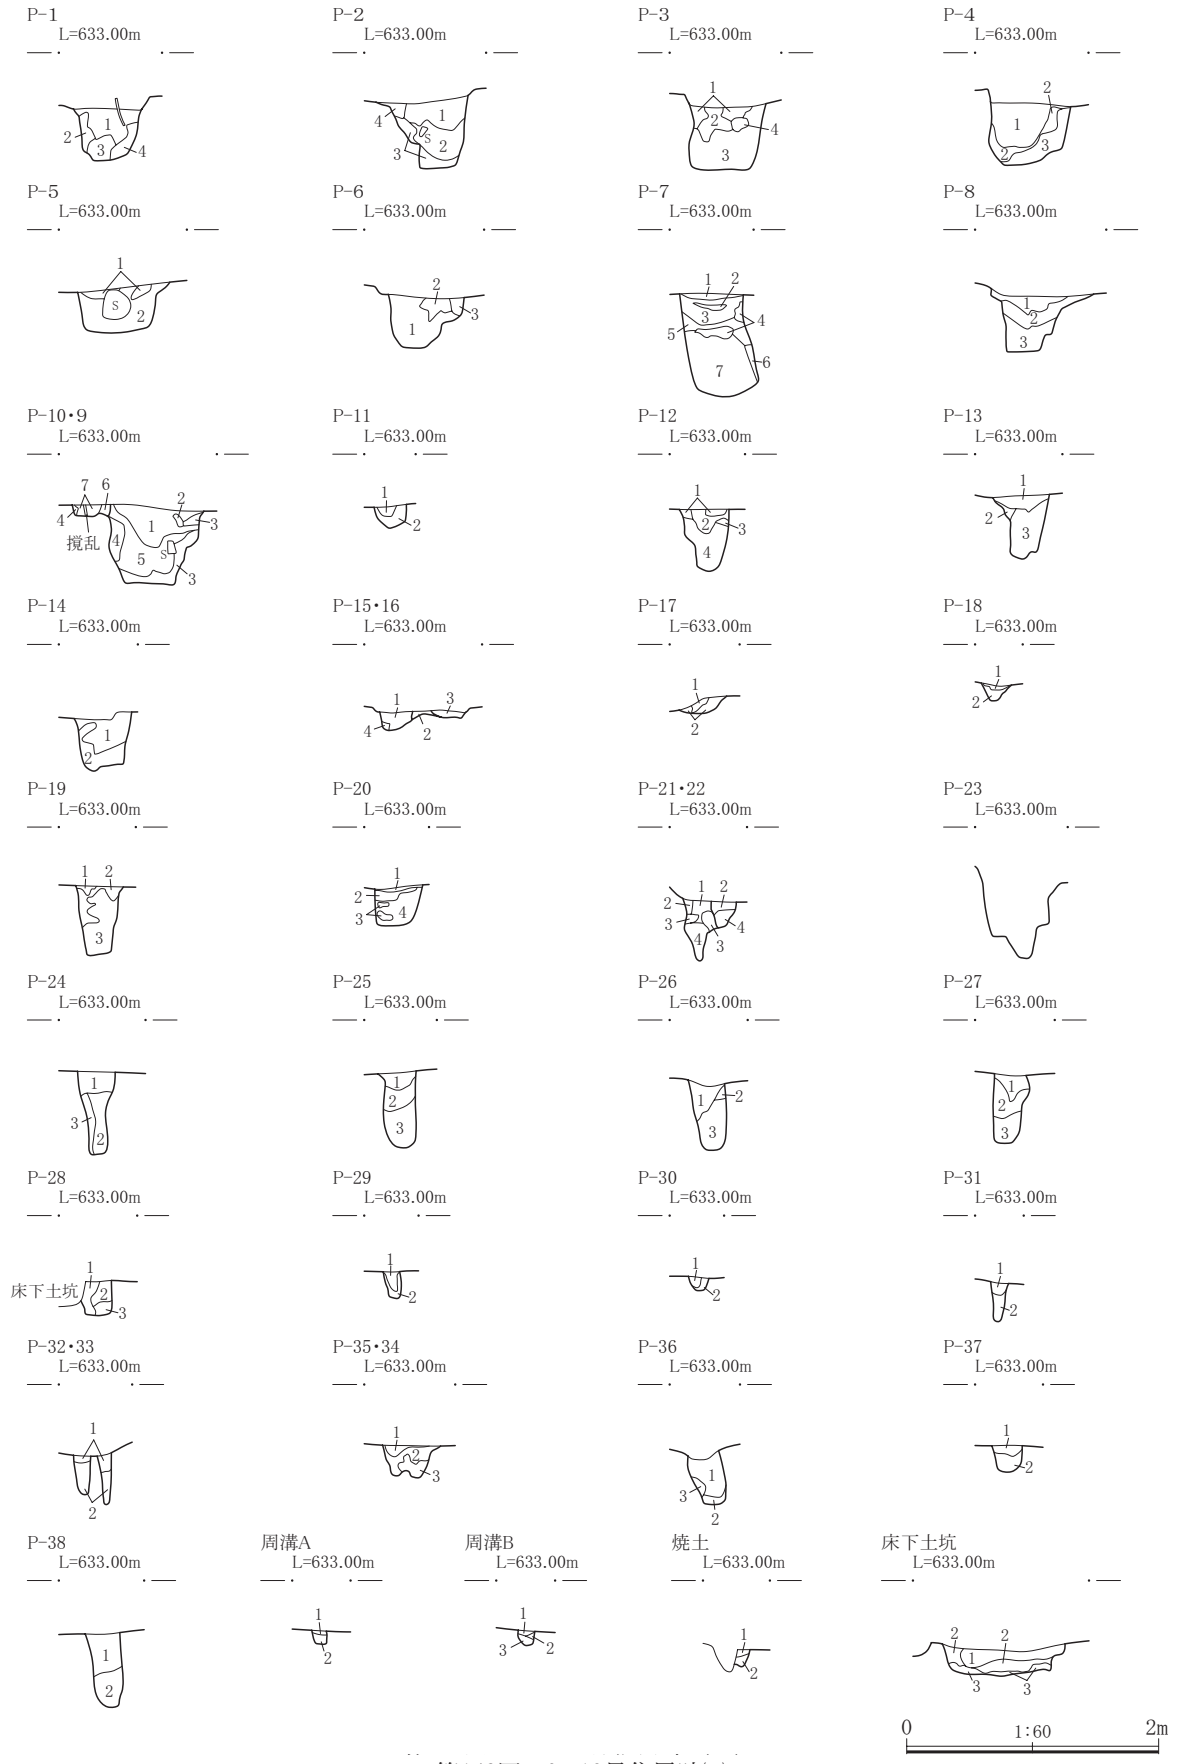 P-1 P-2 P-3 P-4
L=633.00m L=633.00m L=633.00m L=633.00m
1 2 3 4
4 1 S 2 3
1 2 4 3
2 1 2 3
P-5 P-6 P-7 P-8
L=633.00m L=633.00m L=633.00m L=633.00m
1 S 2
2 1 3
1 2 3 4 5 6 7
1 2 3
P-10・9 P-11 P-12 P-13
L=633.00m L=633.00m L=633.00m L=633.00m
7 6 2 4 1 3 4 5 S 3
撹乱
1 2
1 2 3 4
1 2 3
P-14 P-15・16 P-17 P-18
L=633.00m L=633.00m L=633.00m L=633.00m
1 2
1 3 4 2
1 2
1 2
P-19 P-20 P-21・22 P-23
L=633.00m L=633.00m L=633.00m L=633.00m
1 2 3
1 2 3 4
1 2 2 3 4 4 3
P-24 P-25 P-26 P-27
L=633.00m L=633.00m L=633.00m L=633.00m
1 3 2
1 2 3
1 2 3
1 2 3
P-28 P-29 P-30 P-31
L=633.00m L=633.00m L=633.00m L=633.00m
床下土坑 1 2 3
1 2
1 2
1 2
P-32・33 P-35・34 P-36 P-37
L=633.00m L=633.00m L=633.00m L=633.00m
1 2
1 2 3
1 3 2
1 2
P-38 周溝A 周溝B 焼土 床下土坑
L=633.00m L=633.00m L=633.00m L=633.00m L=633.00m
1 2
1 2
1 3 2
1 2
2 2 1 3 3
0 1:60 2m